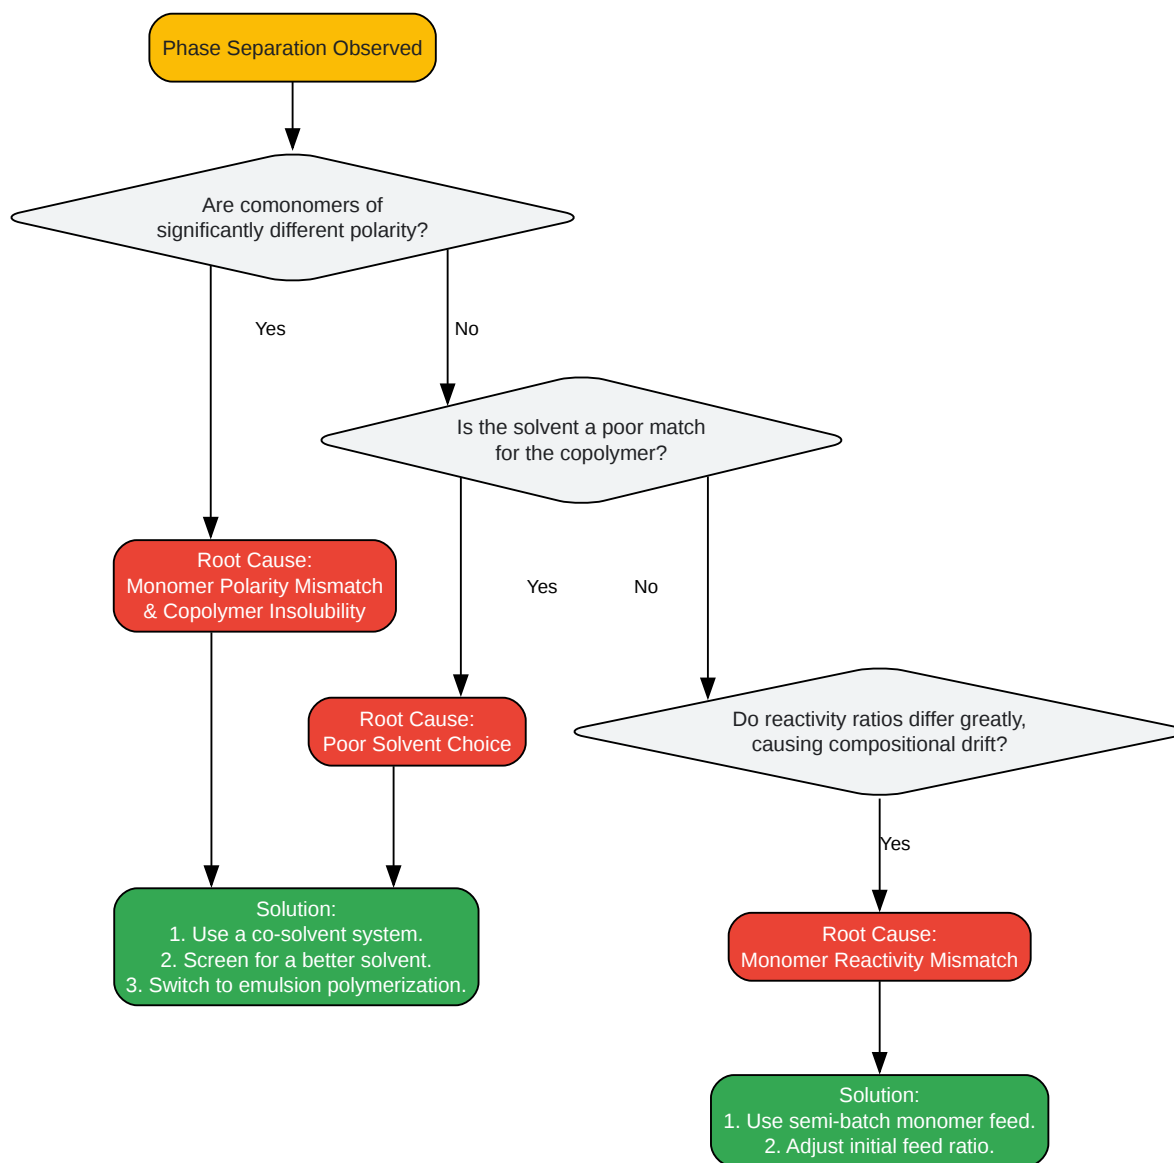 Phase Separation Observed
Are comonomers of
significantly different polarity?
Yes
No
Is the solvent a poor match
for the copolymer?
Root Cause:
Monomer Polarity Mismatch
& Copolymer Insolubility
Yes
No
Root Cause:
Poor Solvent Choice
Do reactivity ratios differ greatly,
causing compositional drift?
Yes
Solution:
1. Use a co-solvent system.
2. Screen for a better solvent.
3. Switch to emulsion polymerization.
Root Cause:
Monomer Reactivity Mismatch
Solution:
1. Use semi-batch monomer feed.
2. Adjust initial feed ratio.